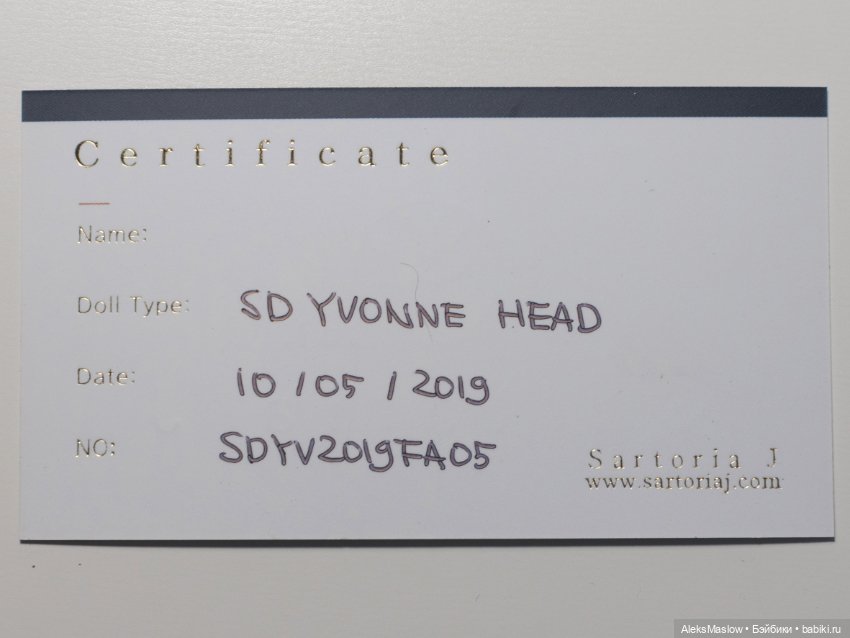 Certificate
Name:
Doll Type: SD YVONNE HEAD
Date: 10/05/2019
NO: SDYV2019FA05
Sartoria J
www.sartoriaj.com
AleksMaslow • Бэйбики • babiki.ru